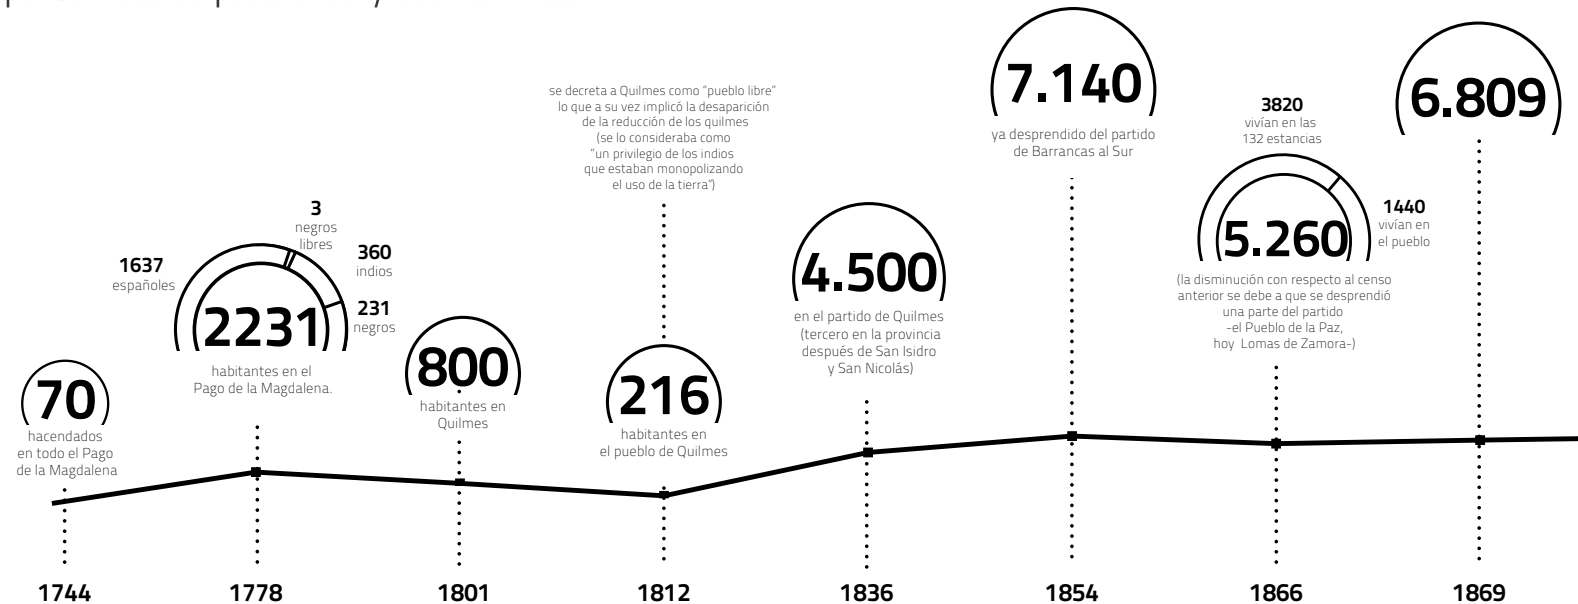 70
hacendados
en todo el Pago
de la Magdalena
1744
1637
españoles
3
negros
libres
360
indios
231
negros
2231
habitantes en el
Pago de la Magdalena.
1778
800
habitantes en
Quilmes
1801
se decreta a Quilmes como "pueblo libre"
lo que a su vez implicó la desaparición
de la reducción de los quilmes
(se lo consideraba como
"un privilegio de los indios
que estaban monopolizando
el uso de la tierra")
216
habitantes en
el pueblo de Quilmes
1812
4.500
en el partido de Quilmes
(tercero en la provincia
después de San Isidro
y San Nicolás)
1836
7.140
ya desprendido del partido
de Barrancas al Sur
1854
3820
vivían en las
132 estancias
1440
vivían en
el pueblo
5.260
(la disminución con respecto al censo
anterior se debe a que se desprendió
una parte del partido
-el Pueblo de la Paz,
hoy Lomas de Zamora-)
1866
6.809
1869